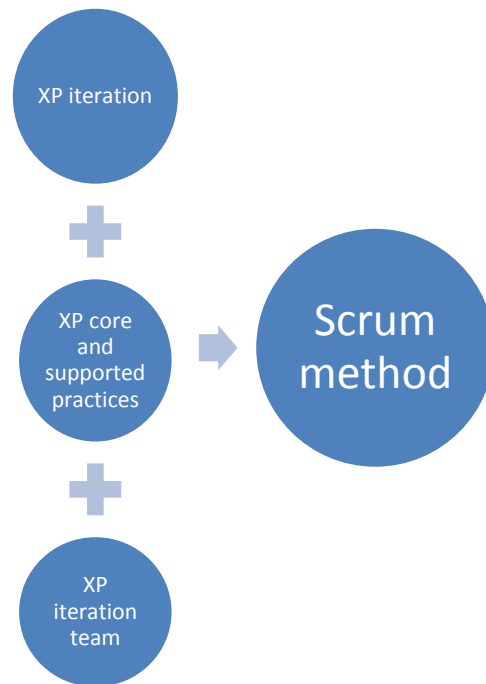 XP iteration
XP core
and
supported
practices
Scrum
method
XP
iteration
team